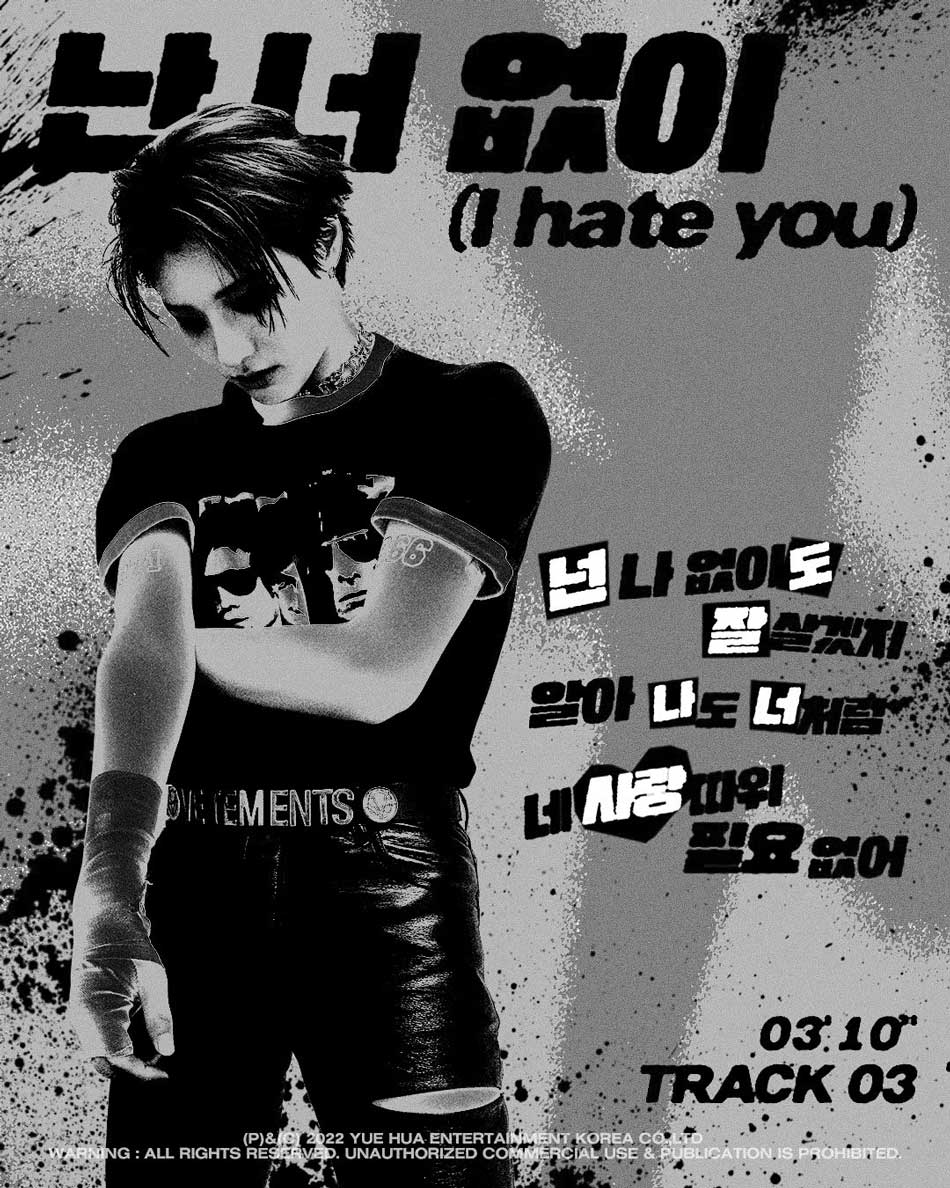 난 너 없이
(I hate you)
66
넌 나 없이도
잘 살겠지
알아 나도 너처럼
네 사랑 따위
필요 없어
VETEMENTS
03' 10"
TRACK 03
(P)&(C) 2022 YUE HUA ENTERTAINMENT KOREA CO.,LTD
WARNING : ALL RIGHTS RESERVED. UNAUTHORIZED COMMERCIAL USE & PUBLICATION IS PROHIBITED.